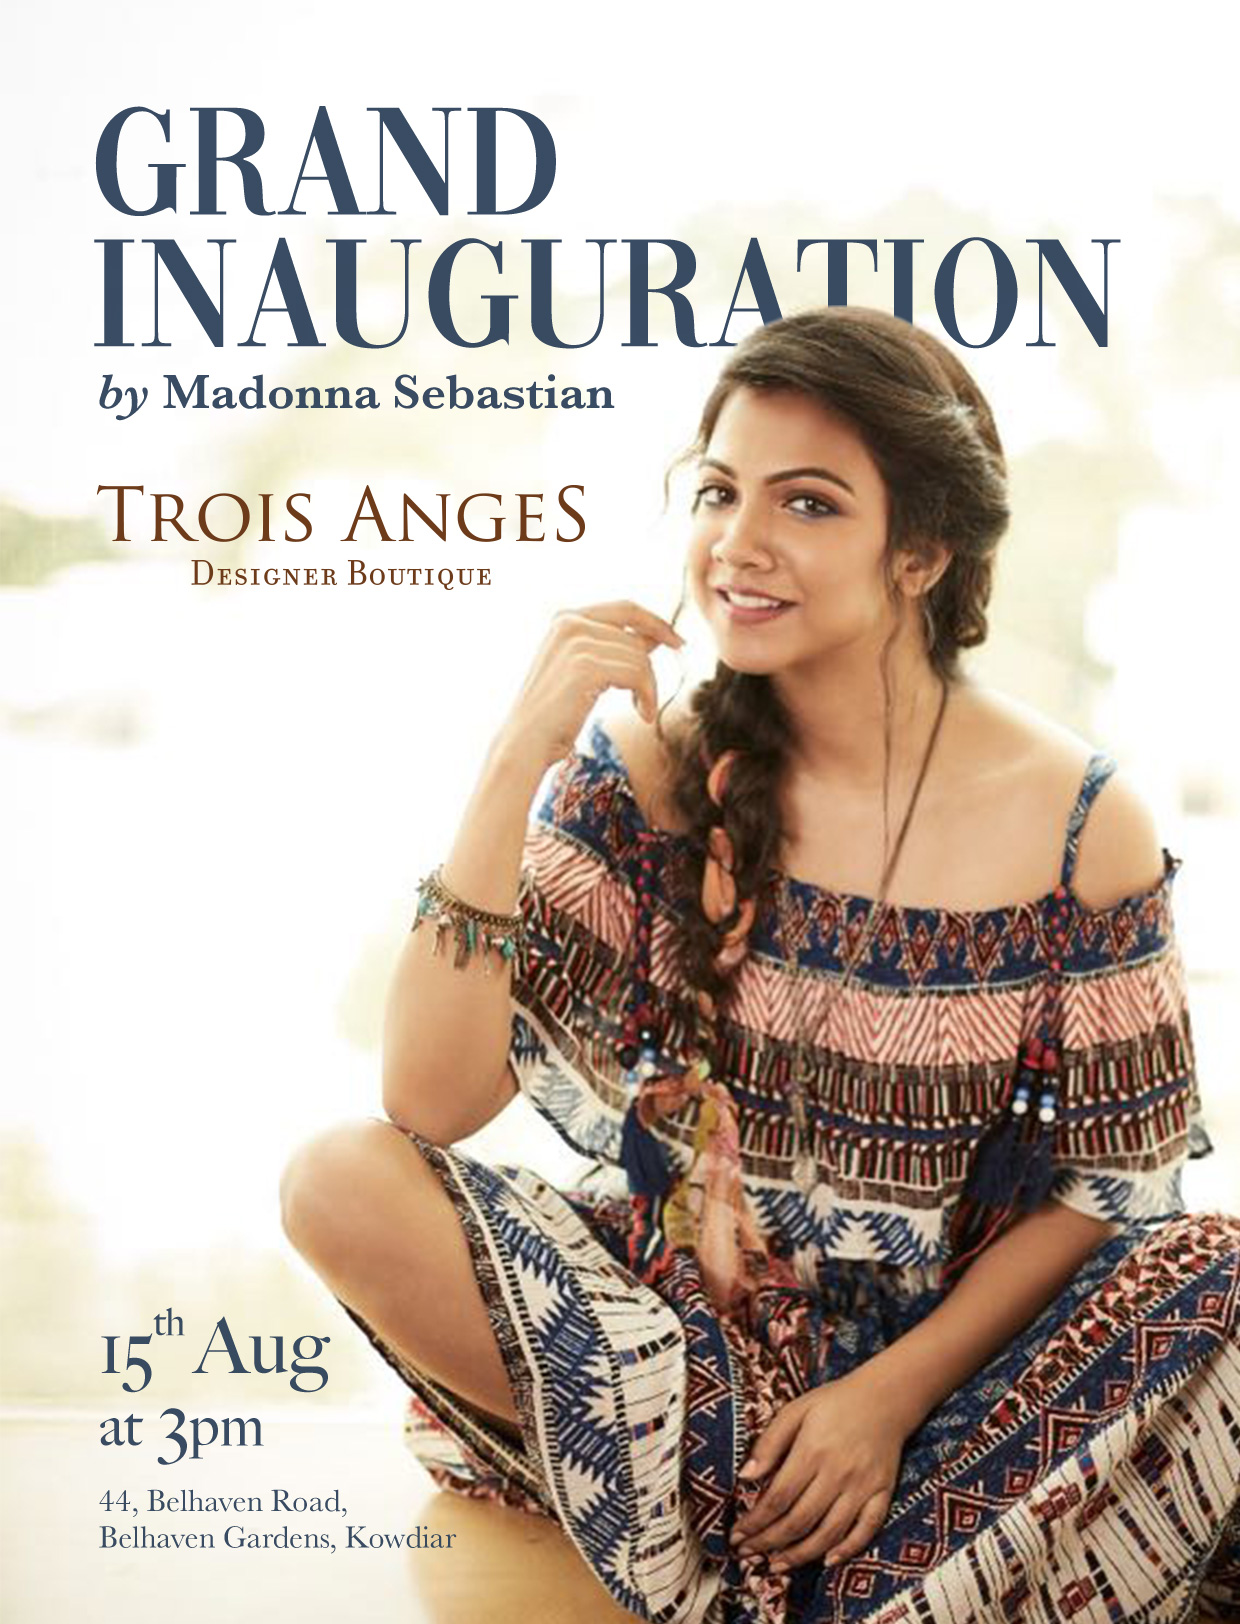 GRAND
INAUGURATION
by Madonna Sebastian
TROIS ANGES
DESIGNER BOUTIQUE
15th Aug
at 3pm
44, Belhaven Road,
Belhaven Gardens, Kowdiar